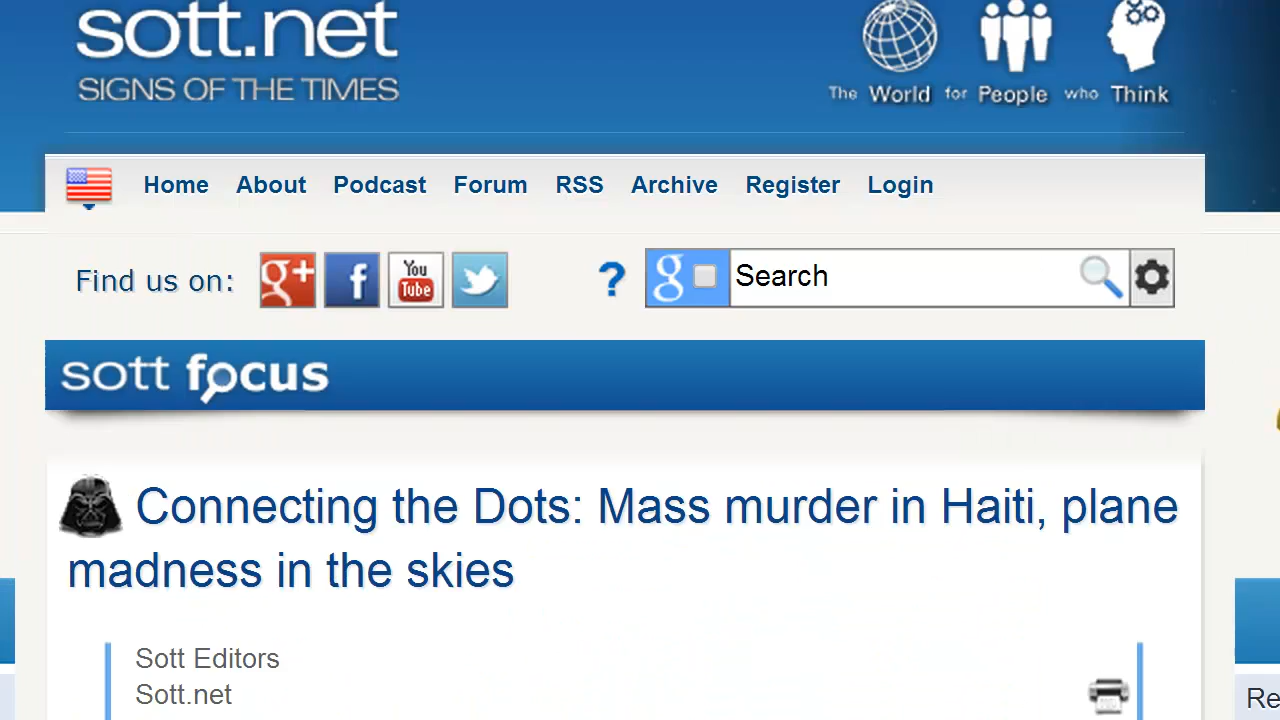 sott.net
SIGNS OF THE TIMES
The World for People who Think
Home About Podcast Forum RSS Archive Register Login
Find us on: g+ f You Tube ? g Search
sott focus
Connecting the Dots: Mass murder in Haiti, plane
madness in the skies
Sott Editors
Sott.net
Re